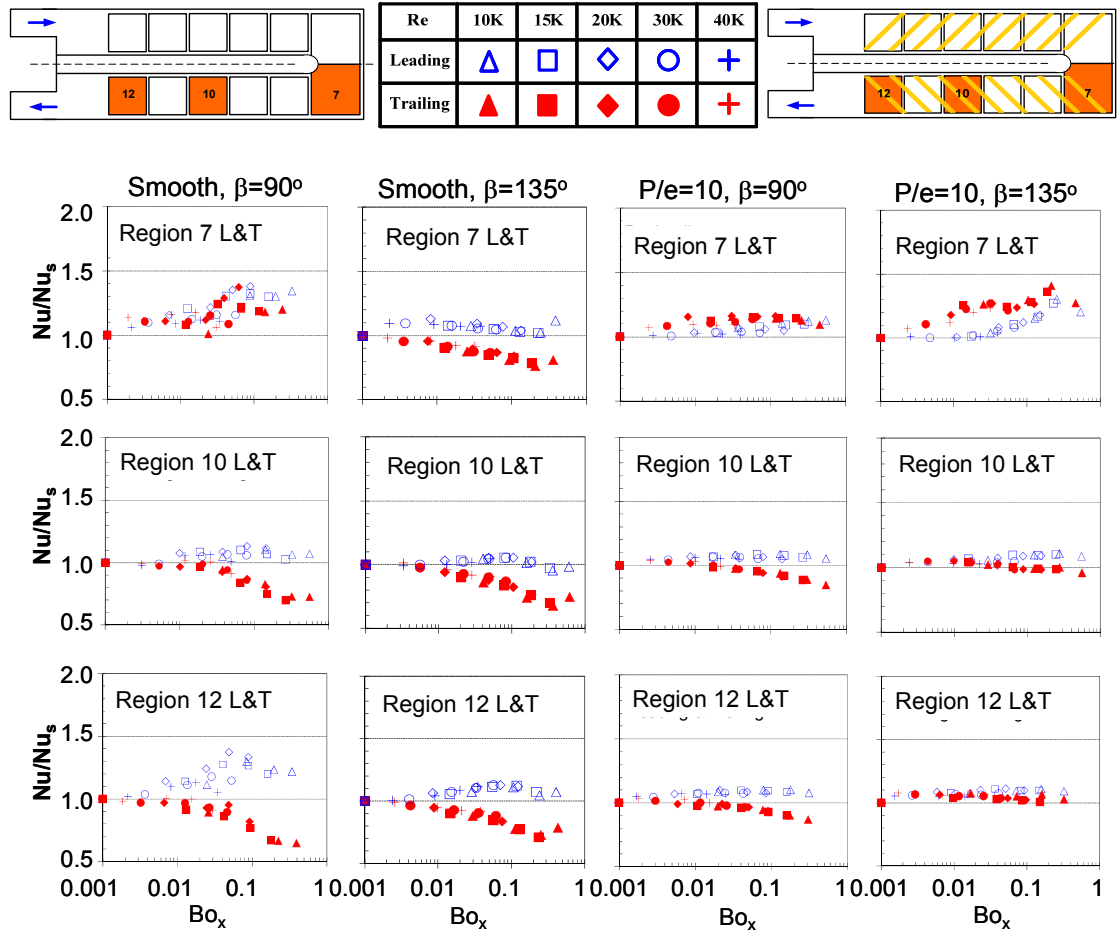 Re 10K 15K 20K 30K 40K
Leading
Trailing
12 10 7
12 10 7
Smooth, β=90º Smooth, β=135º P/e=10, β=90º P/e=10, β=135º
Nu/Nus
2.0
1.5
1.0
0.5
Region 7 L&T Region 7 L&T Region 7 L&T Region 7 L&T
Nu/Nus
2.0
1.5
1.0
0.5
Region 10 L&T Region 10 L&T Region 10 L&T Region 10 L&T
Nu/Nus
2.0
1.5
1.0
0.5
Region 12 L&T Region 12 L&T Region 12 L&T Region 12 L&T
0.001 0.01 0.1 1 0.001 0.01 0.1 1 0.001 0.01 0.1 1 0.001 0.01 0.1 1
Box Box Box Box